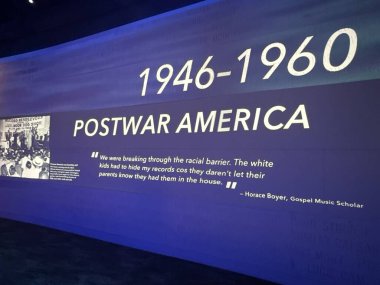 1946-1960
POSTWAR AMERICA
"We were breaking through the racial barrier. The white
kids had to hide my records cos they daren't let their
parents know they had them in the house."
– Horace Boyer, Gospel Music Scholar